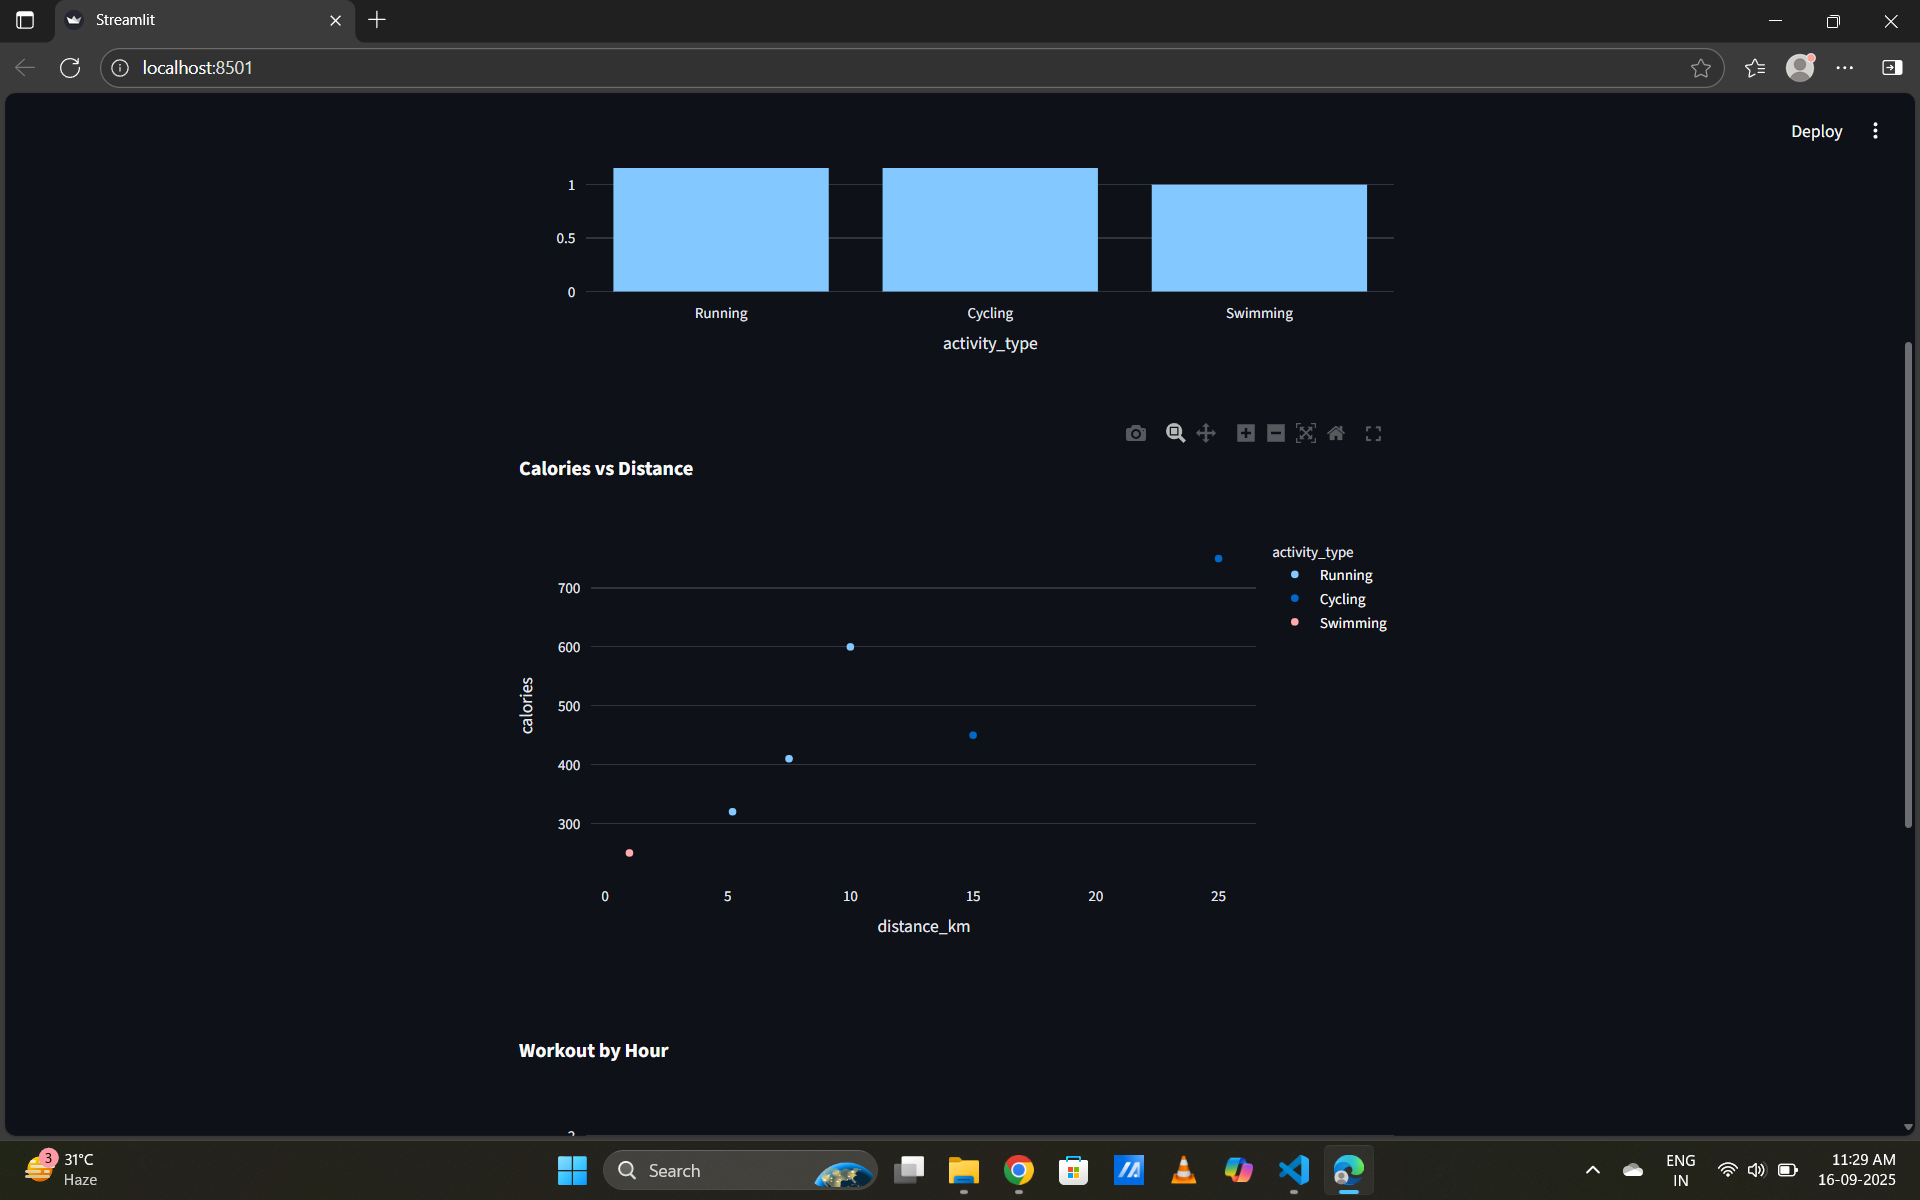 Streamlit
localhost:8501
Deploy
1
0.5
0
Running
Cycling
Swimming
activity_type
Calories vs Distance
activity_type
Running
Cycling
Swimming
700
600
500
400
300
calories
0
5
10
15
20
25
distance_km
Workout by Hour
3
31°C
Haze
Search
ENG
IN
11:29 AM
16-09-2025